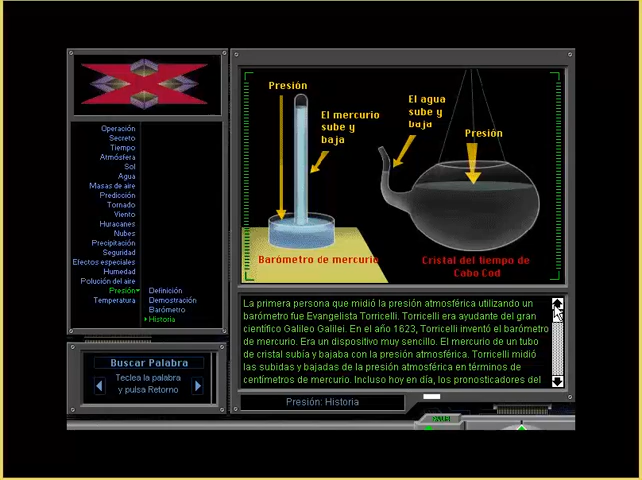 Operación
Secreto
Tiempo
Atmósfera
Sol
Agua
Masas de aire
Predicción
Tornado
Viento
Huracanes
Nubes
Precipitación
Seguridad
Efectos especiales
Humedad
Polución del aire
Presión
Temperatura
Definición
Demostración
Barómetro
Historia
Buscar Palabra
Teclea la palabra
y pulsa Retorno
Presión
El mercurio
sube y
baja
El agua
sube y
baja
Presión
Barómetro de mercurio
Cristal del tiempo de
Cabo Cod
La primera persona que midió la presión atmosférica utilizando un
barómetro fue Evangelista Torricelli. Torricelli era ayudante del gran
científico Galileo Galilei. En el año 1623, Torricelli inventó el barómetro
de mercurio. Era un dispositivo muy sencillo. El mercurio de un tubo
de cristal subía y bajaba con la presión atmosférica. Torricelli midió
las subidas y bajadas de la presión atmosférica en términos de
centímetros de mercurio. Incluso hoy en día, los pronosticadores del
Presión: Historia